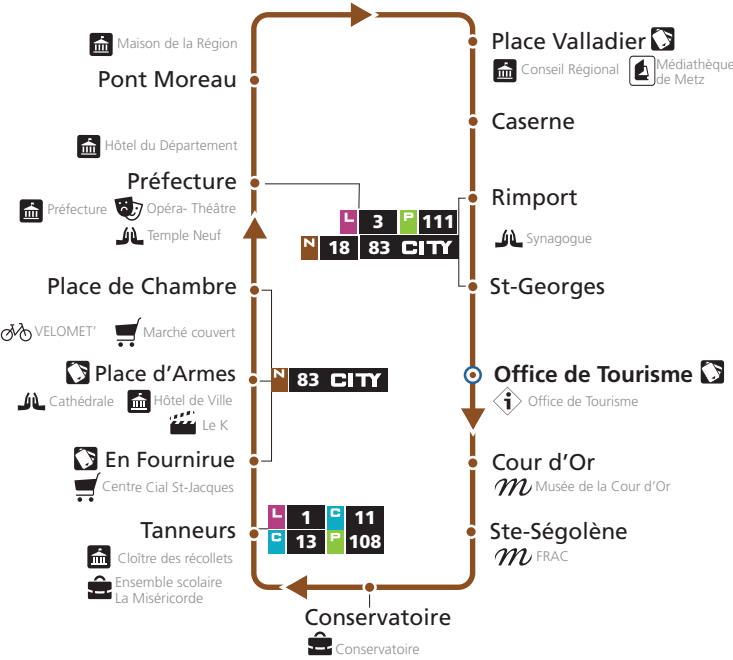 Maison de la Région
Pont Moreau
Hôtel du Département
Préfecture
Préfecture Opéra- Théâtre
Temple Neuf
Place de Chambre
VELOMET' Marché couvert
Place d'Armes
Cathédrale Hôtel de Ville
Le K
En Fournirue
Centre Cial St-Jacques
Tanneurs
Cloître des récollets
Ensemble scolaire
La Miséricorde
L 3 P 111
N 18 83 CITY
N 83 CITY
L 1 C 11
C 13 P 108
Place Valladier
Conseil Régional Médiathèque
de Metz
Caserne
Rimport
Synagogue
St-Georges
Office de Tourisme
i Office de Tourisme
Cour d'Or
m Musée de la Cour d'Or
Ste-Ségolène
m FRAC
Conservatoire
Conservatoire